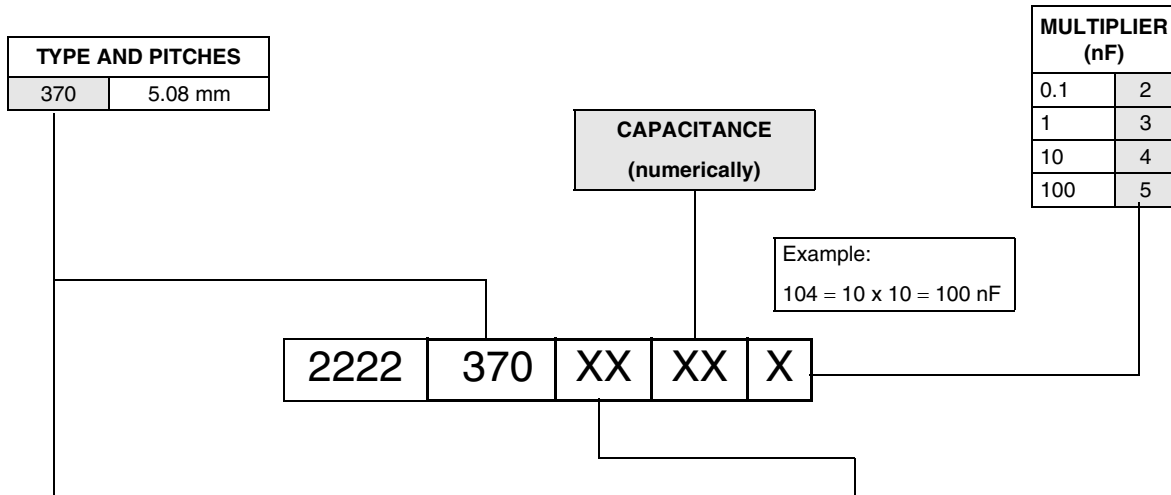 TYPE AND PITCHES
370 5.08 mm
MULTIPLIER
(nF)
0.1 2
1 3
10 4
100 5
CAPACITANCE
(numerically)
Example:
104 = 10 x 10 = 100 nF
2222 370 XX XX X